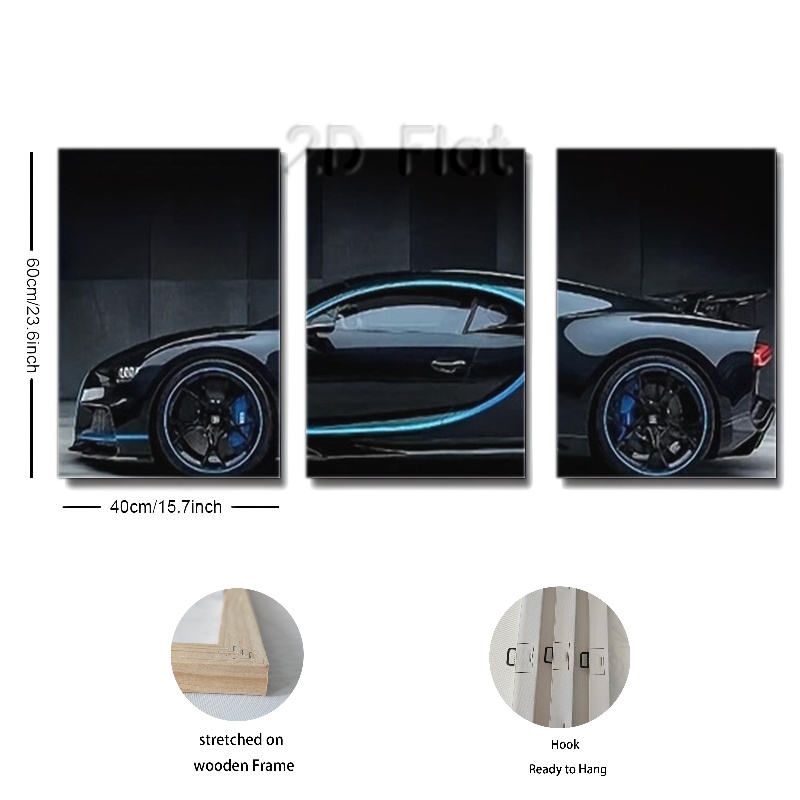 2D Flat
60cm/23.6inch
40cm/15.7inch
stretched on
wooden Frame
Hook
Ready to Hang